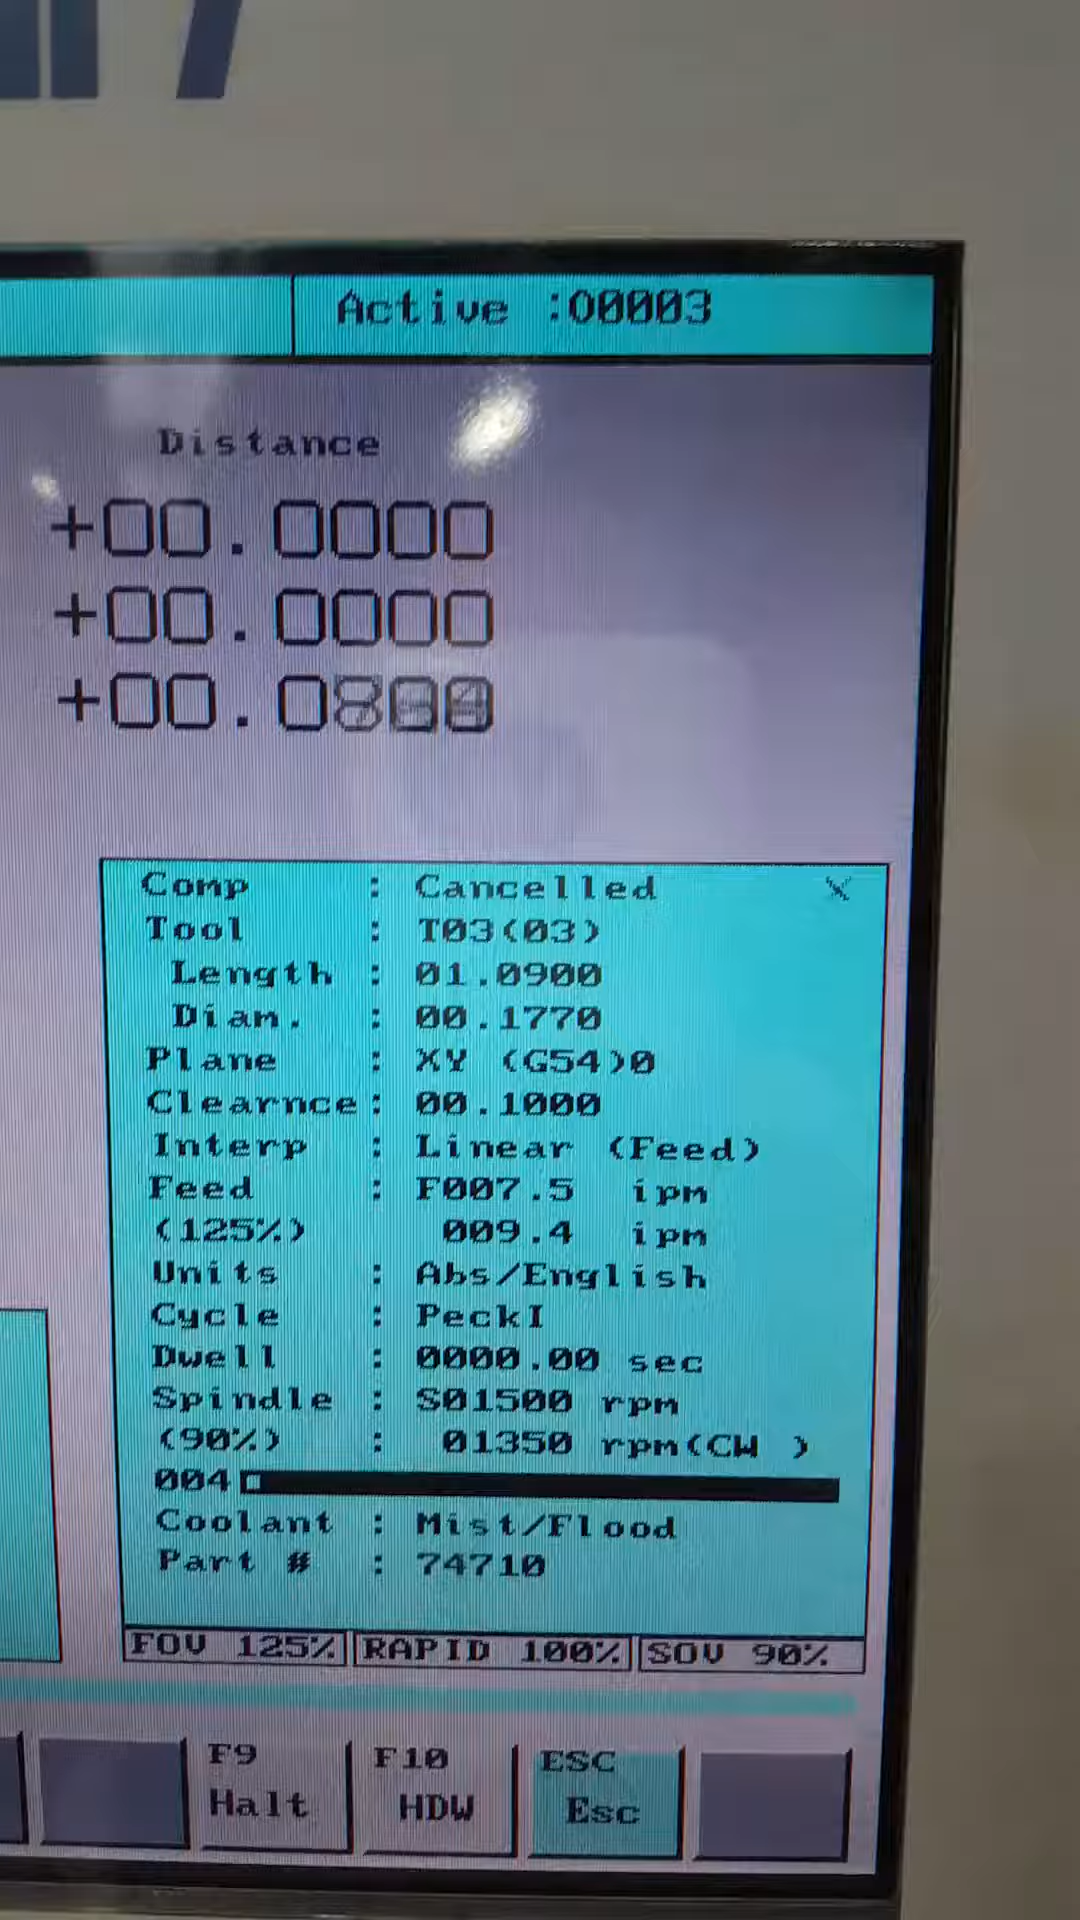 Active :O0003
Distance
+00.0000
+00.0000
Comp : Cancelled
Tool : T03(03)
Length : 01.0900
Diam. : 00.1770
Plane : XY (G54)0
Clearnce: 00.1000
Interp : Linear (Feed)
Feed : F007.5 ipm
(125%) 009.4 ipm
Units : Abs/English
Cycle : PeckI
Dwell : 0000.00 sec
Spindle : S01500 rpm
(90%) : 01350 rpm(CW )
004
Coolant : Mist/Flood
Part # : 74710
FOV 125% RAPID 100% SOV 90%
F9 F10 ESC
Halt HDW Esc